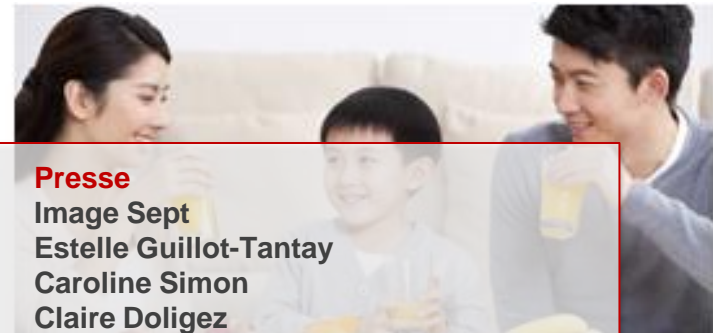 Presse
Image Sept
Estelle Guillot-Tantay
Caroline Simon
Claire Doligez